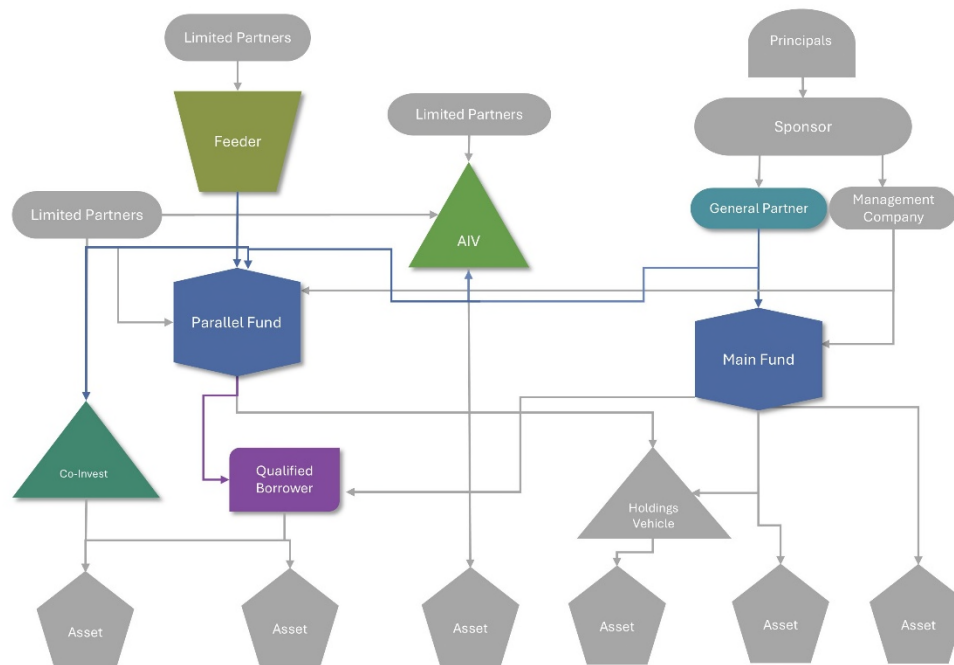 Limited Partners
Principals
Feeder
Limited Partners
Sponsor
Limited Partners
AIV
General Partner
Management
Company
Parallel Fund
Main Fund
Co-Invest
Qualified
Borrower
Holdings
Vehicle
Asset
Asset
Asset
Asset
Asset
Asset